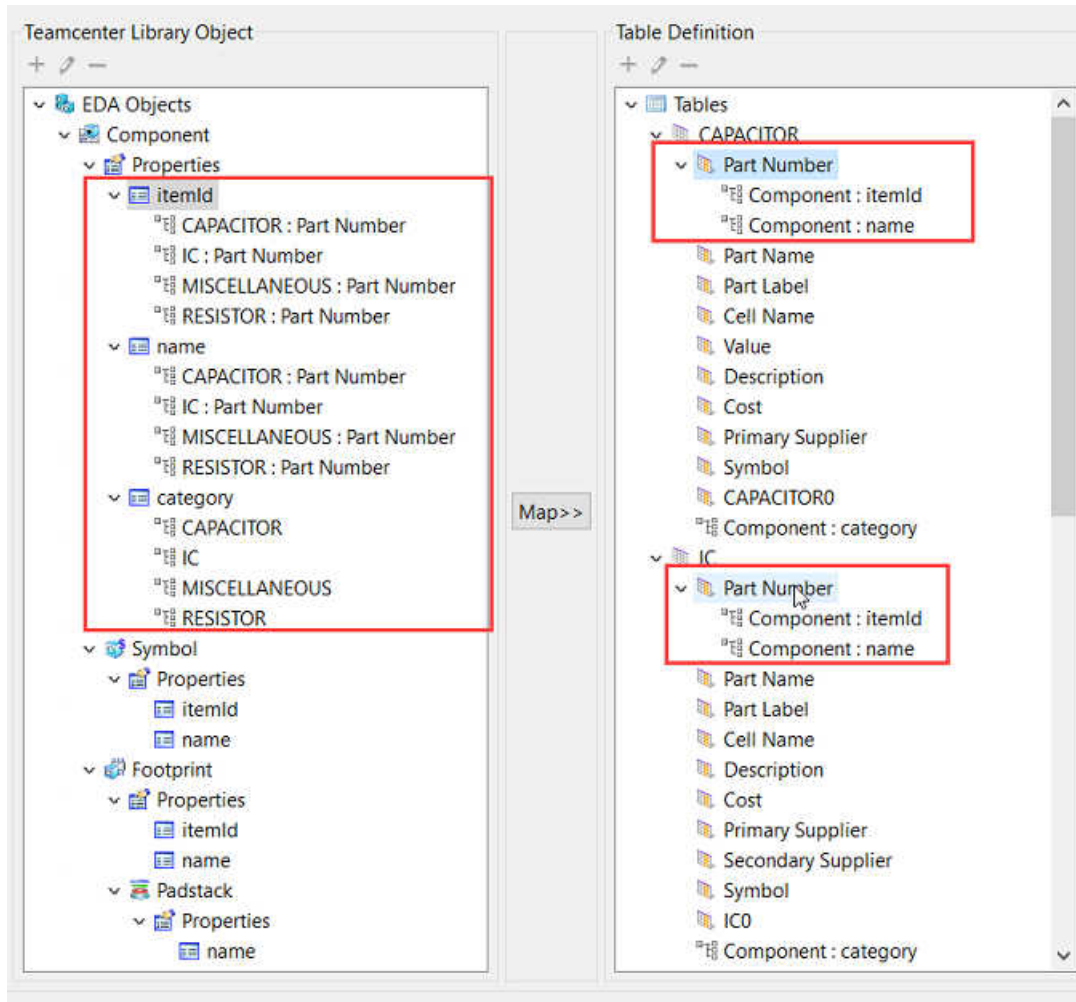 Teamcenter Library Object
EDA Objects
Component
Properties
itemId
CAPACITOR : Part Number
IC : Part Number
MISCELLANEOUS : Part Number
RESISTOR : Part Number
name
CAPACITOR : Part Number
IC : Part Number
MISCELLANEOUS : Part Number
RESISTOR : Part Number
category
CAPACITOR
IC
MISCELLANEOUS
RESISTOR
Symbol
Properties
itemId
name
Footprint
Properties
itemId
name
Padstack
Properties
name
Map>>
Table Definition
Tables
CAPACITOR
Part Number
Component : itemId
Component : name
Part Name
Part Label
Cell Name
Value
Description
Cost
Primary Supplier
Symbol
CAPACITOR0
Component : category
IC
Part Number
Component : itemId
Component : name
Part Name
Part Label
Cell Name
Description
Cost
Primary Supplier
Secondary Supplier
Symbol
IC0
Component : category